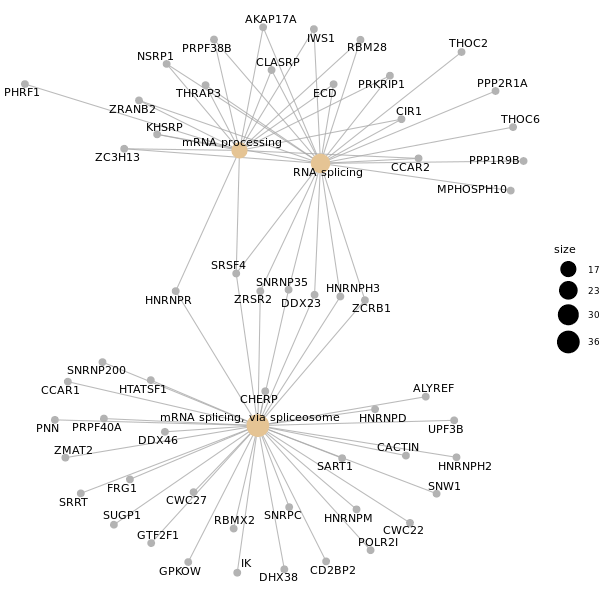 AKAP17A
IWS1
PRPF38B
RBM28
THOC2
NSRP1
CLASRP
PHRF1
THRAP3
ECD
PRKRIP1
PPP2R1A
ZRANB2
CIR1
THOC6
KHSRP
mRNA processing
ZC3H13
RNA splicing
CCAR2
PPP1R9B
MPHOSPH10
size
17
23
30
36
SRSF4
SNRNP35
HNRNPH3
HNRNPR
ZRSR2
DDX23
ZCRB1
SNRNP200
CCAR1
HTATSF1
CHERP
ALYREF
mRNA splicing, via spliceosome
HNRNPD
PNN
PRPF40A
UPF3B
DDX46
ZMAT2
CACTIN
SART1
HNRNPH2
FRG1
SNW1
SRRT
CWC27
SUGP1
RBMX2
SNRPC
HNRNPM
CWC22
GTF2F1
POLR2I
GPKOW
IK
DHX38
CD2BP2